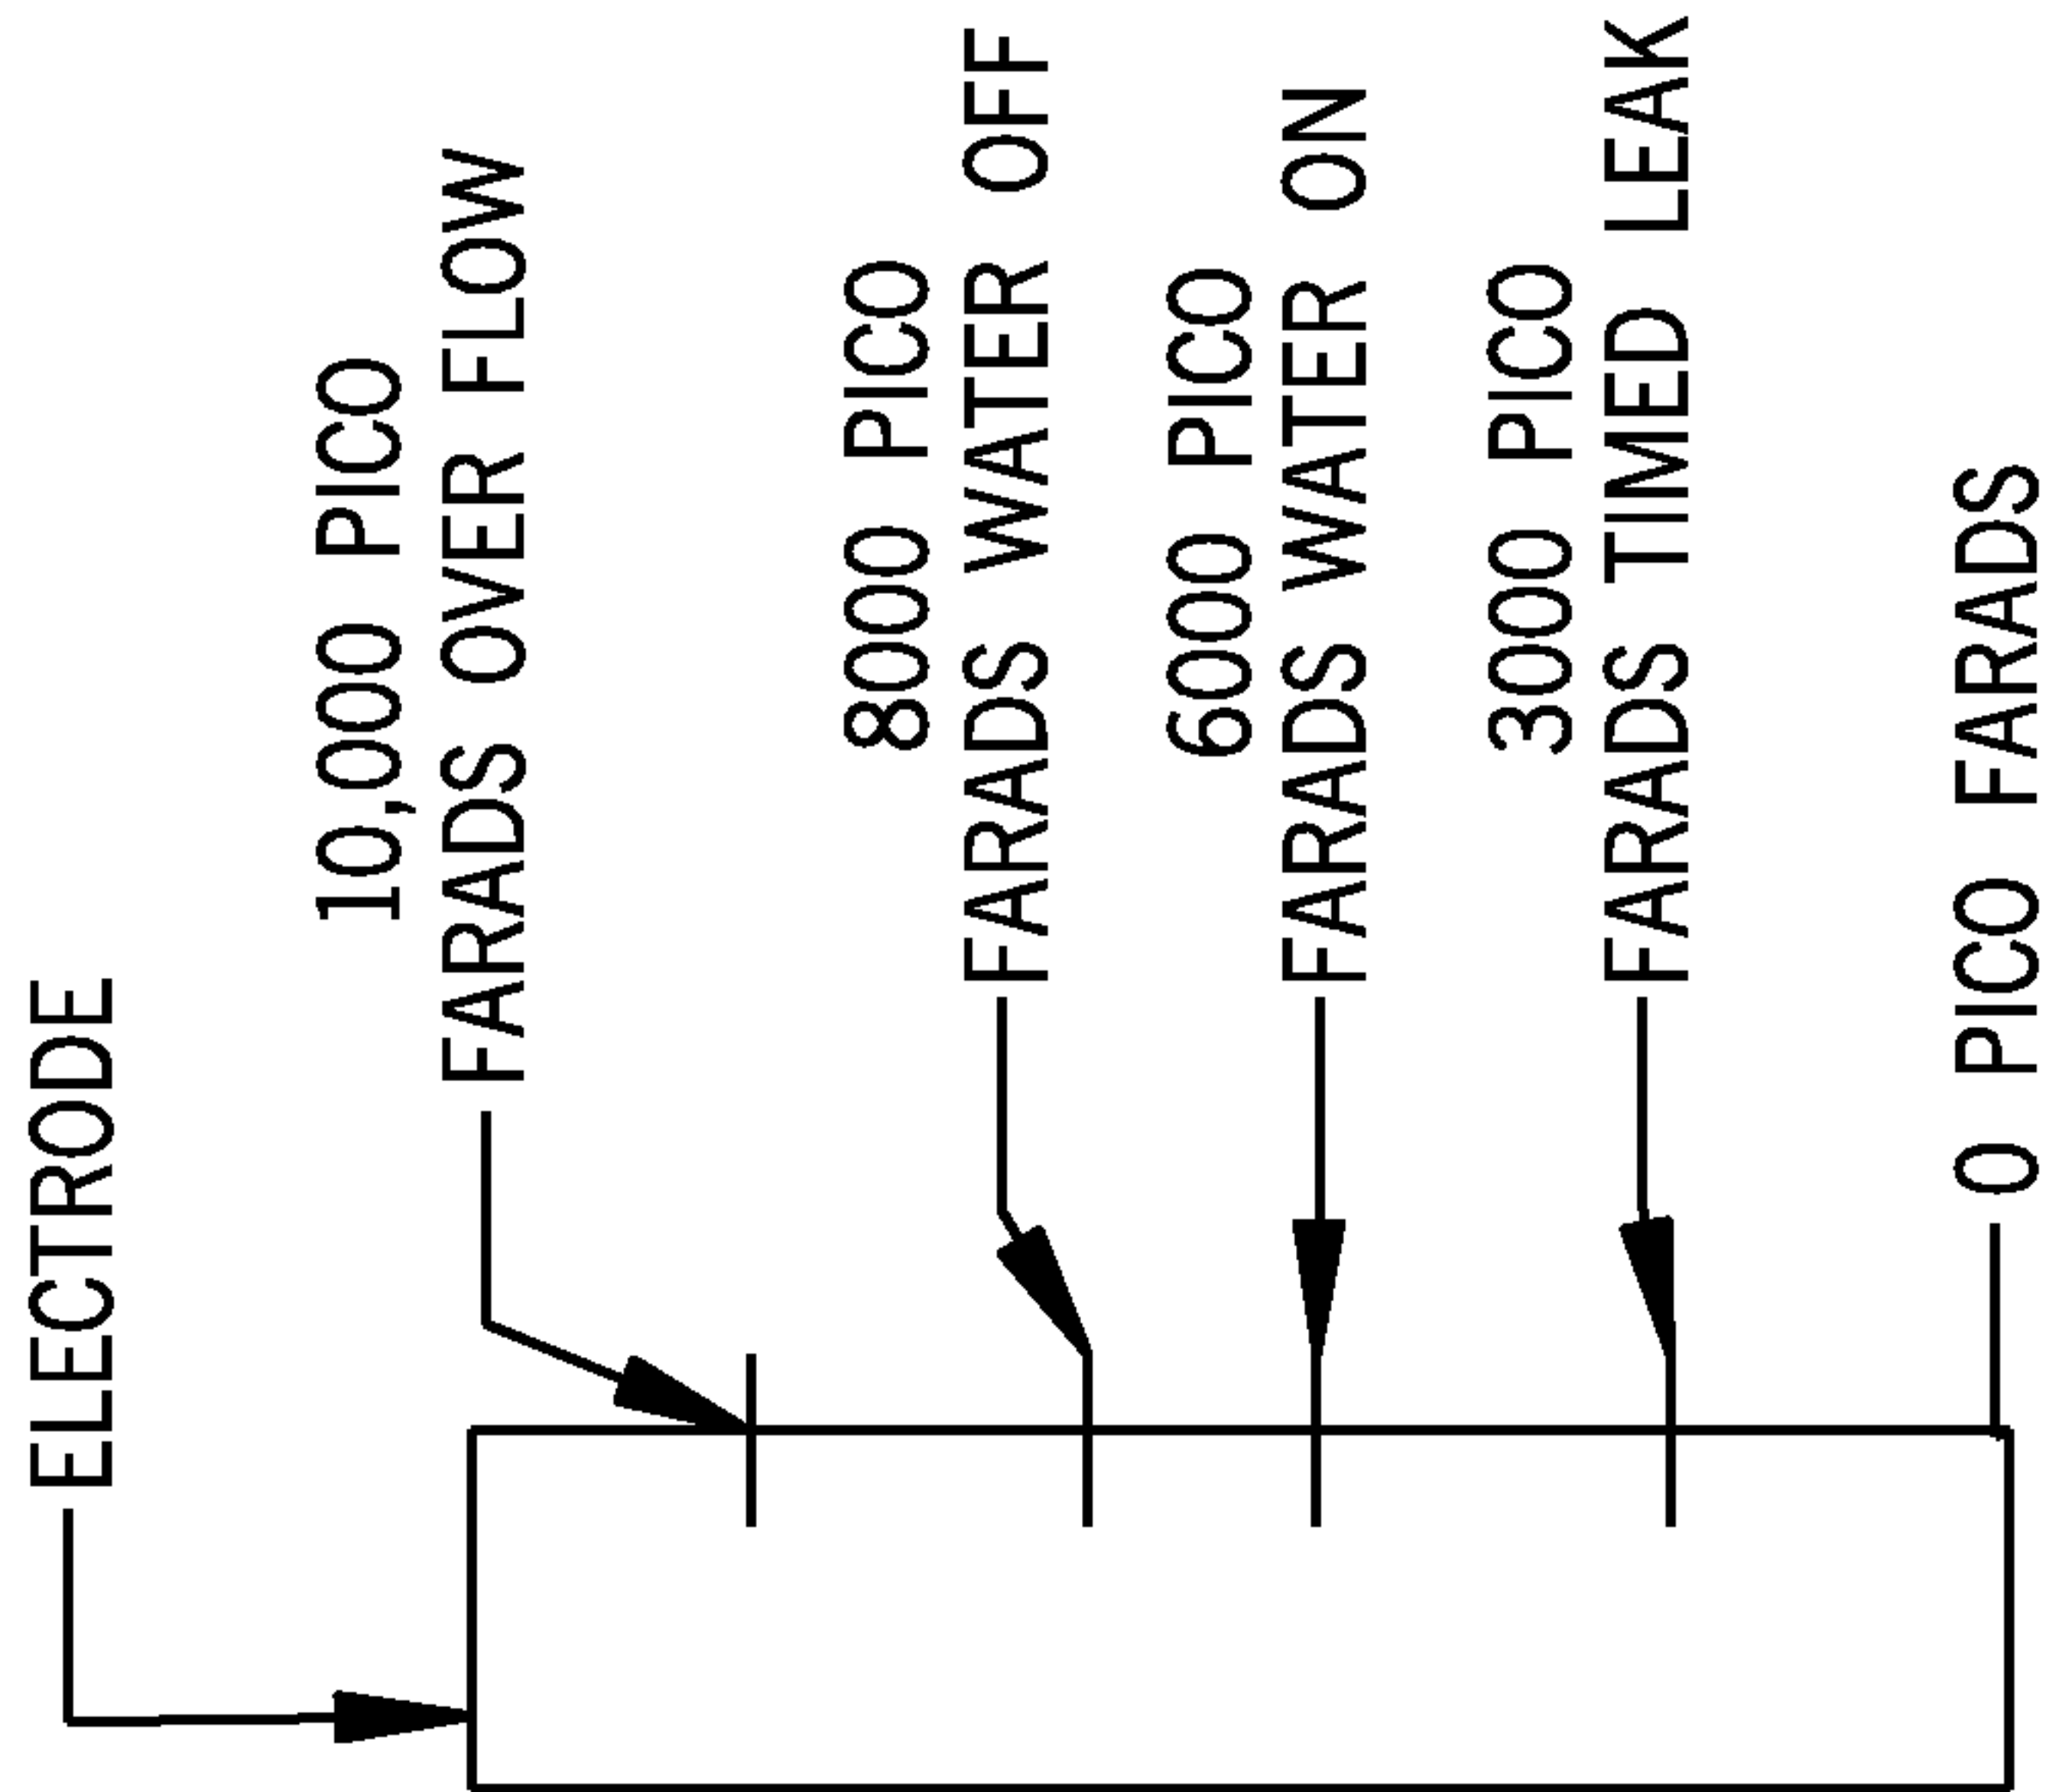 ELECTRODE
10,000 PICO
FARADS OVER FLOW
8000 PICO
FARADS WATER OFF
6000 PICO
FARADS WATER ON
3000 PICO
FARADS TIMED LEAK
0 PICO FARADS